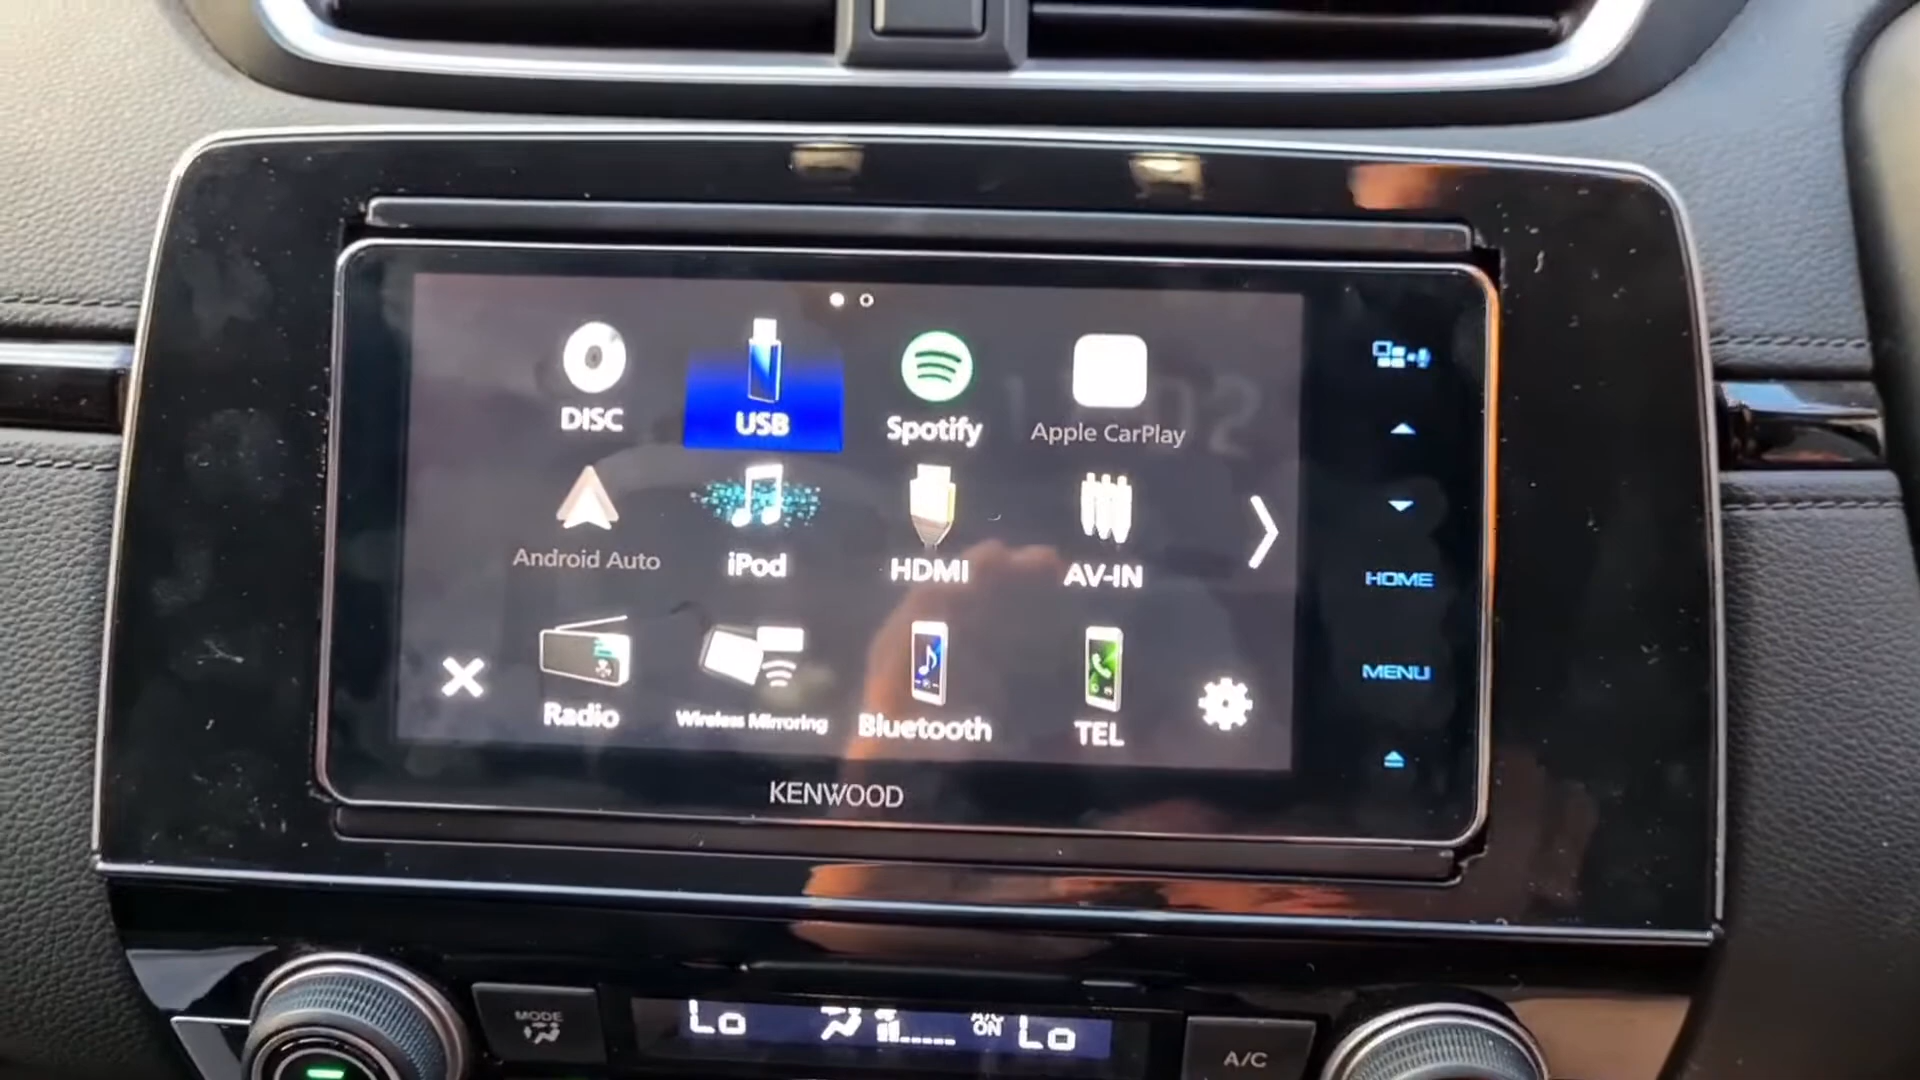 DISC
USB
Spotify
Apple CarPlay
Android Auto
iPod
HDMI
AV-IN
Radio
Wireless Mirroring
Bluetooth
TEL
HOME
MENU
KENWOOD
MODE
Lo
A/C
ON
Lo
A/C